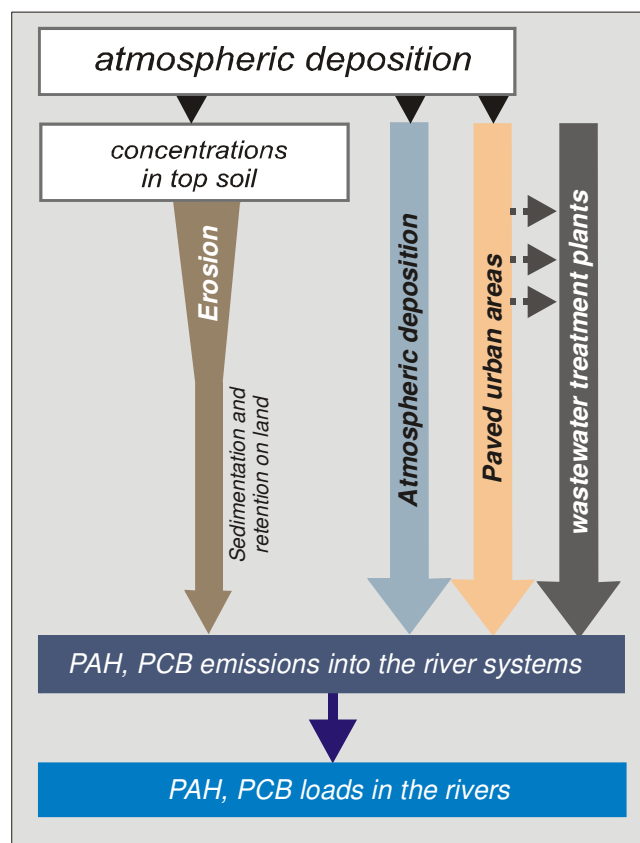 atmospheric deposition
concentrations
in top soil
Erosion
Sedimentation and
retention on land
Atmospheric deposition
Paved urban areas
wastewater treatment plants
PAH, PCB emissions into the river systems
PAH, PCB loads in the rivers